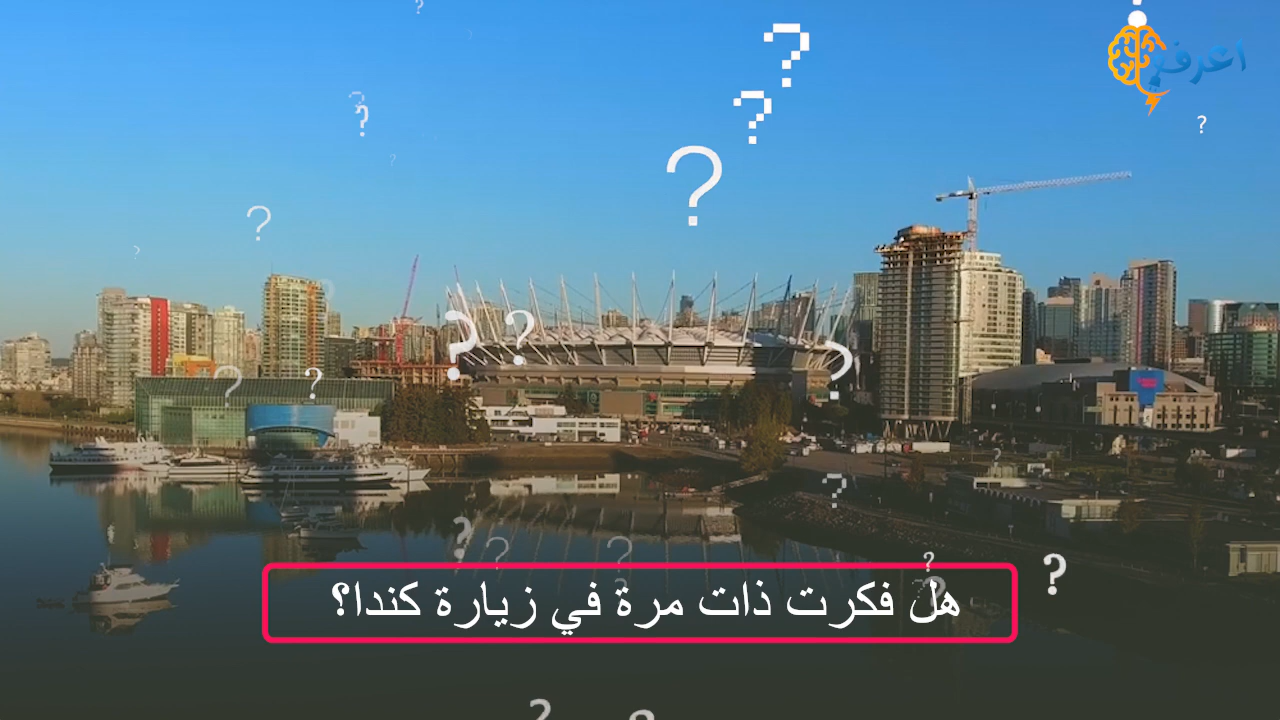 اعرف
هل فكرت ذات مرة في زيارة كندا؟